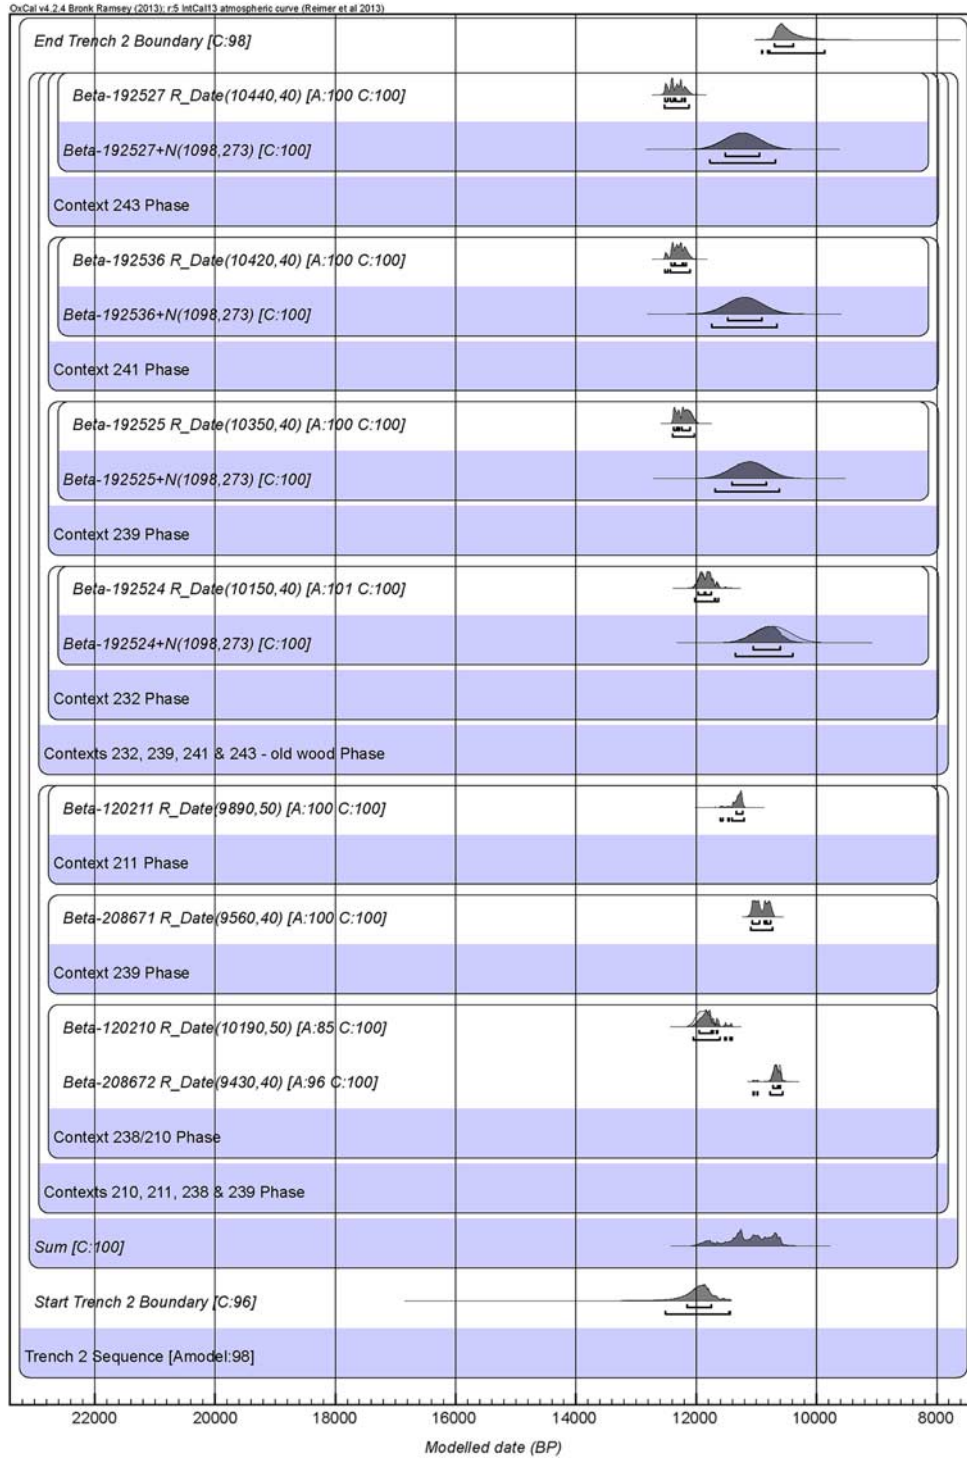 OxCal v4.2.4 Bronk Ramsey (2013); r:5 IntCal13 atmospheric curve (Reimer et al 2013)
End Trench 2 Boundary [C:98]
Beta-192527 R_Date(10440,40) [A:100 C:100]
Beta-192527+N(1098,273) [C:100]
Context 243 Phase
Beta-192536 R_Date(10420,40) [A:100 C:100]
Beta-192536+N(1098,273) [C:100]
Context 241 Phase
Beta-192525 R_Date(10350,40) [A:100 C:100]
Beta-192525+N(1098,273) [C:100]
Context 239 Phase
Beta-192524 R_Date(10150,40) [A:101 C:100]
Beta-192524+N(1098,273) [C:100]
Context 232 Phase
Contexts 232, 239, 241 & 243 - old wood Phase
Beta-120211 R_Date(9890,50) [A:100 C:100]
Context 211 Phase
Beta-208671 R_Date(9560,40) [A:100 C:100]
Context 239 Phase
Beta-120210 R_Date(10190,50) [A:85 C:100]
Beta-208672 R_Date(9430,40) [A:96 C:100]
Context 238/210 Phase
Contexts 210, 211, 238 & 239 Phase
Sum [C:100]
Start Trench 2 Boundary [C:96]
Trench 2 Sequence [Amodel:98]
22000 20000 18000 16000 14000 12000 10000 8000
Modelled date (BP)